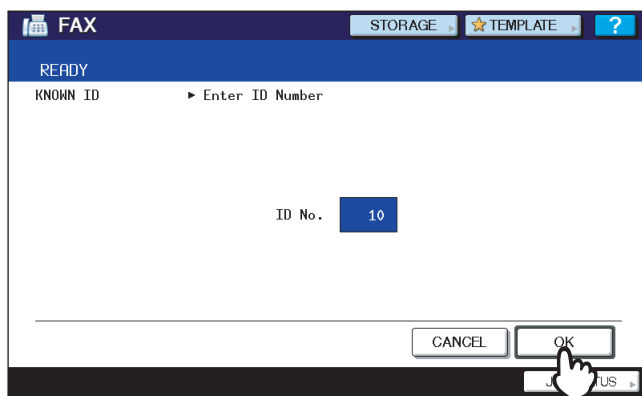 FAX
STORAGE
TEMPLATE
?
READY
KNOWN ID ► Enter ID Number
ID No. 10
CANCEL
OK